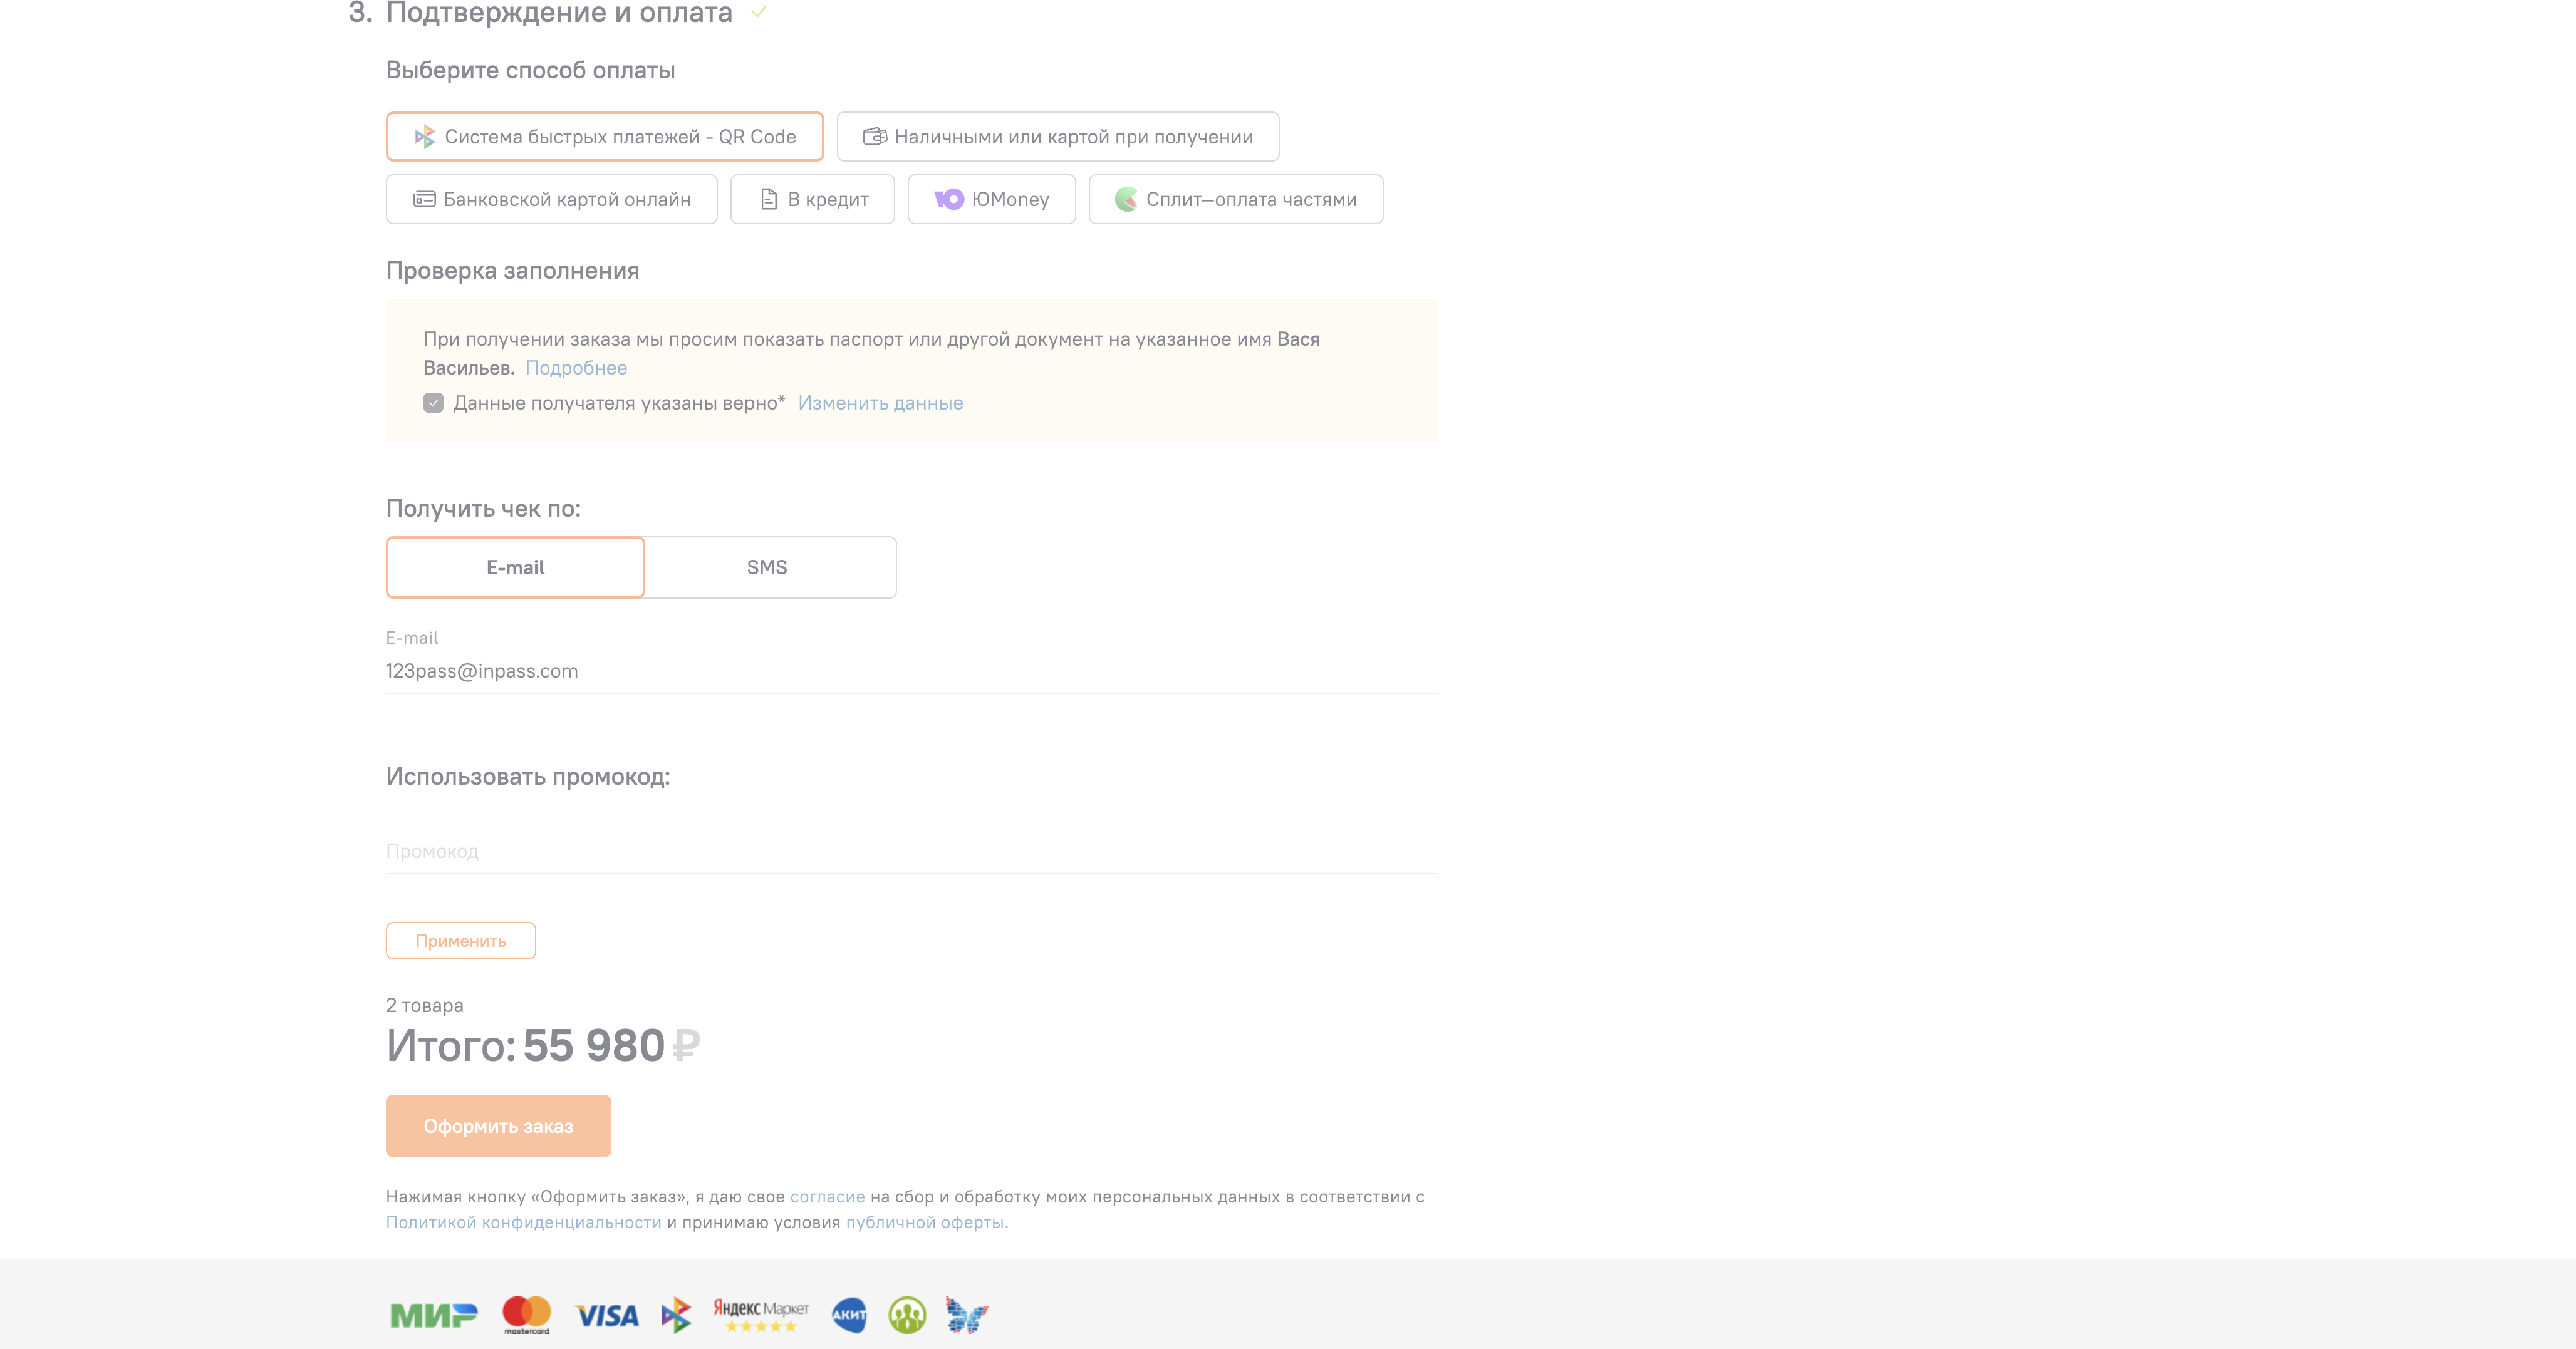 3. Подтверждение и оплата
Выберите способ оплаты
Система быстрых платежей - QR Code
Наличными или картой при получении
Банковской картой онлайн
В кредит
ЮMoney
Сплит—оплата частями
Проверка заполнения
При получении заказа мы просим показать паспорт или другой документ на указанное имя Вася
Васильев. Подробнее
Данные получателя указаны верно* Изменить данные
Получить чек по:
E-mail
SMS
E-mail
123pass@inpass.com
Использовать промокод:
Промокод
Применить
2 товара
Итого: 55 980 ₽
Оформить заказ
Нажимая кнопку «Оформить заказ», я даю свое согласие на сбор и обработку моих персональных данных в соответствии с
Политикой конфиденциальности и принимаю условия публичной оферты.
МИР
mastercard
VISA
Яндекс Маркет
АКИТ